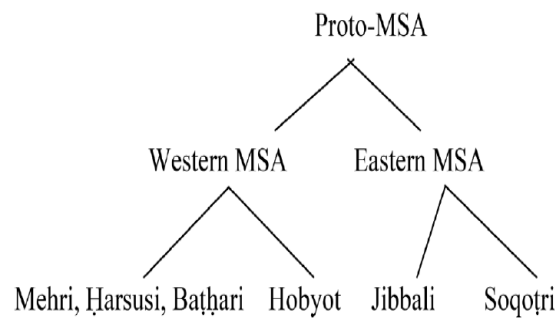 Proto-MSA
Western MSA Eastern MSA
Mehri, Ḥarsusi, Baṭḥari Hobyot Jibbali Soqoṭri